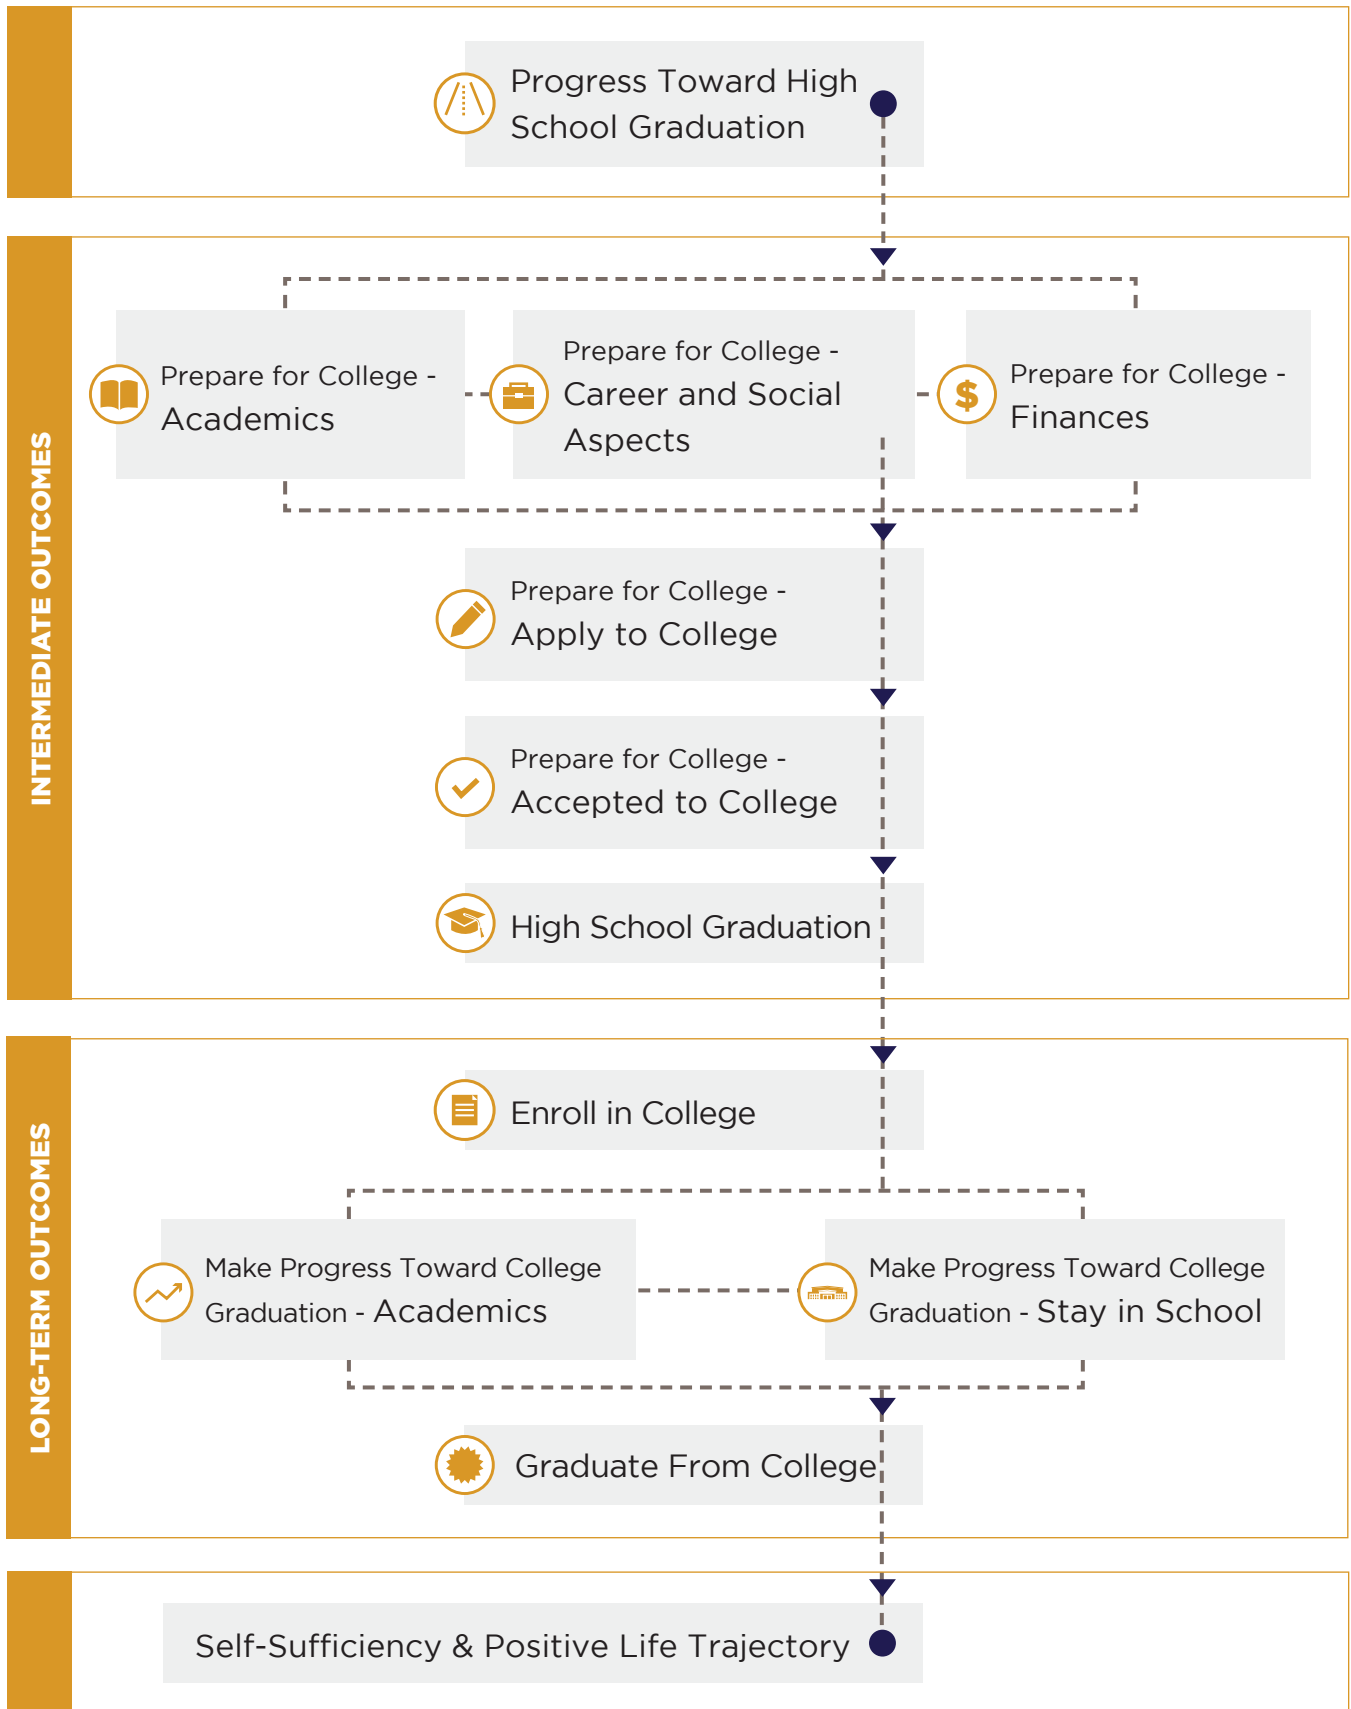 Progress Toward High
School Graduation
INTERMEDIATE OUTCOMES
Prepare for College -
Academics
Prepare for College -
Career and Social
Aspects
$
Prepare for College -
Finances
Prepare for College -
Apply to College
Prepare for College -
Accepted to College
High School Graduation
LONG-TERM OUTCOMES
Enroll in College
Make Progress Toward College
Graduation - Academics
Make Progress Toward College
Graduation - Stay in School
Graduate From College
Self-Sufficiency & Positive Life Trajectory